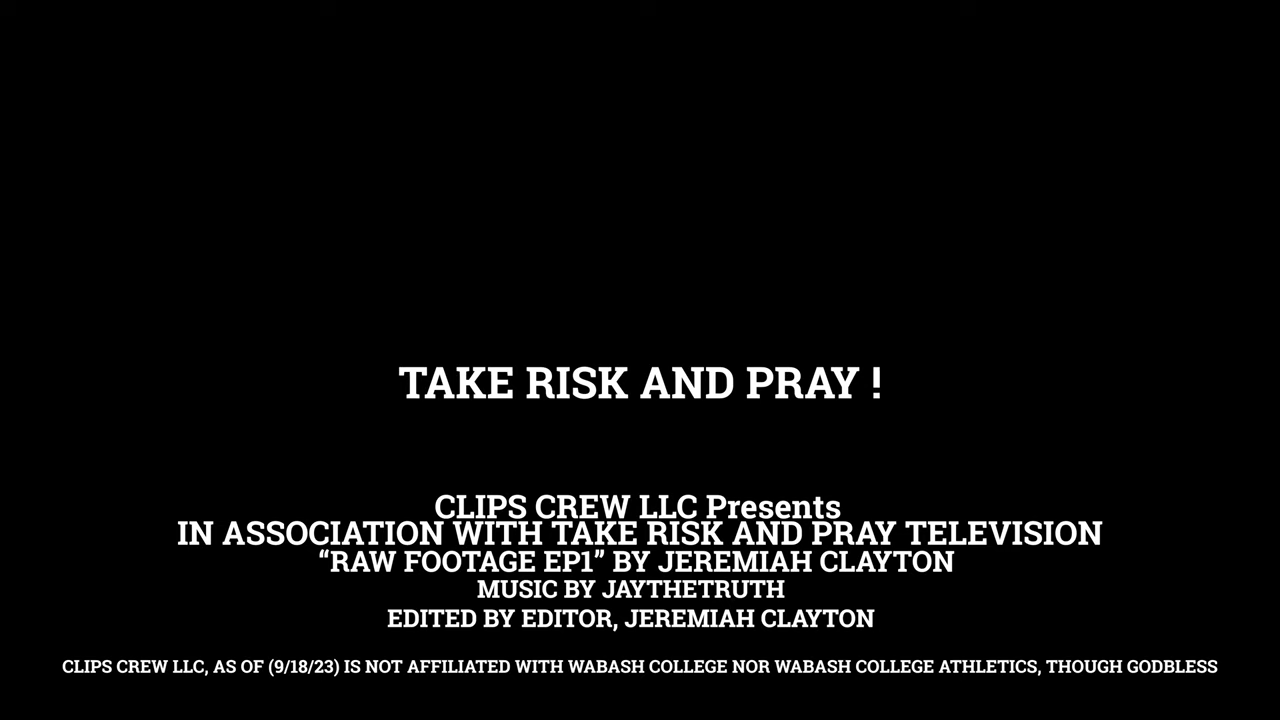 TAKE RISK AND PRAY !
CLIPS CREW LLC Presents
IN ASSOCIATION WITH TAKE RISK AND PRAY TELEVISION
“RAW FOOTAGE EP1” BY JEREMIAH CLAYTON
MUSIC BY JAYTHETRUTH
EDITED BY EDITOR, JEREMIAH CLAYTON
CLIPS CREW LLC, AS OF (9/18/23) IS NOT AFFILIATED WITH WABASH COLLEGE NOR WABASH COLLEGE ATHLETICS, THOUGH GODBLESS